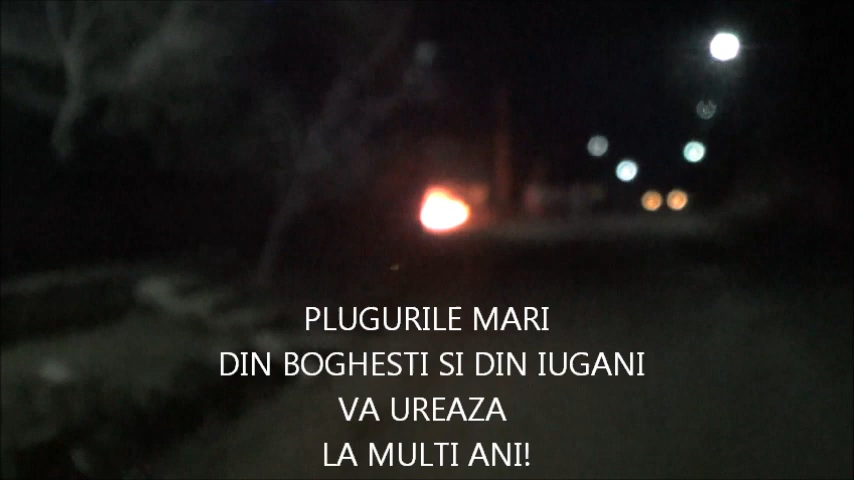 PLUGURILE MARI
DIN BOGHESTI SI DIN IUGANI
VA UREAZA
LA MULTI ANI!